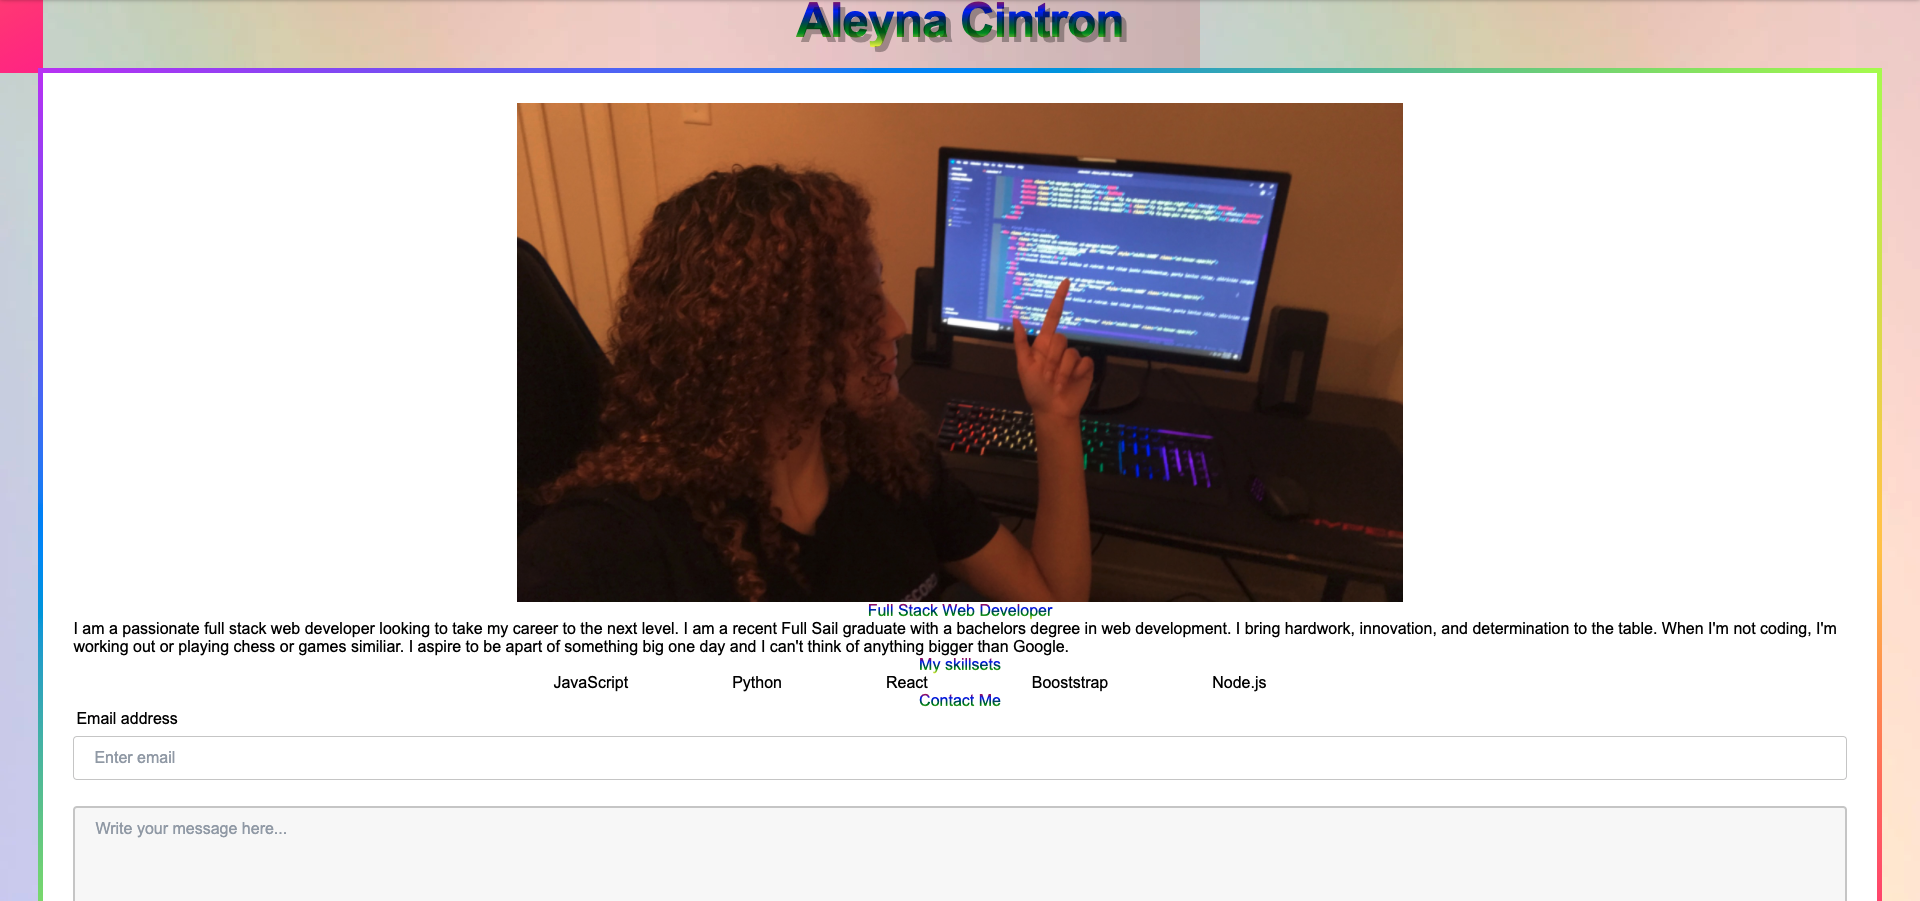 Aleyna Cintron
Full Stack Web Developer
I am a passionate full stack web developer looking to take my career to the next level. I am a recent Full Sail graduate with a bachelors degree in web development. I bring hardwork, innovation, and determination to the table. When I'm not coding, I'm
working out or playing chess or games similiar. I aspire to be apart of something big one day and I can't think of anything bigger than Google.
My skillsets
JavaScript Python React Booststrap Node.js
Contact Me
Email address
Enter email
Write your message here...